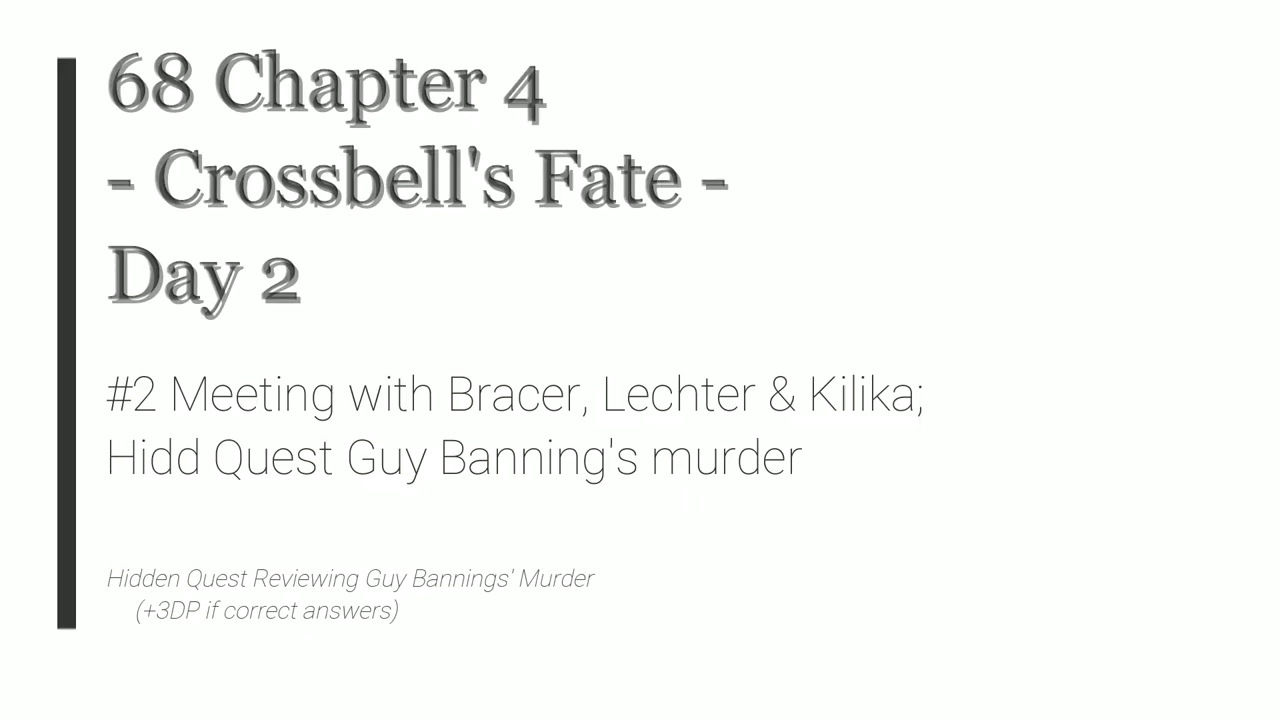 68 Chapter 4
- Crossbell's Fate -
Day 2
#2 Meeting with Bracer, Lechter & Kilika;
Hidd Quest Guy Banning's murder
Hidden Quest Reviewing Guy Bannings' Murder
(+3DP if correct answers)